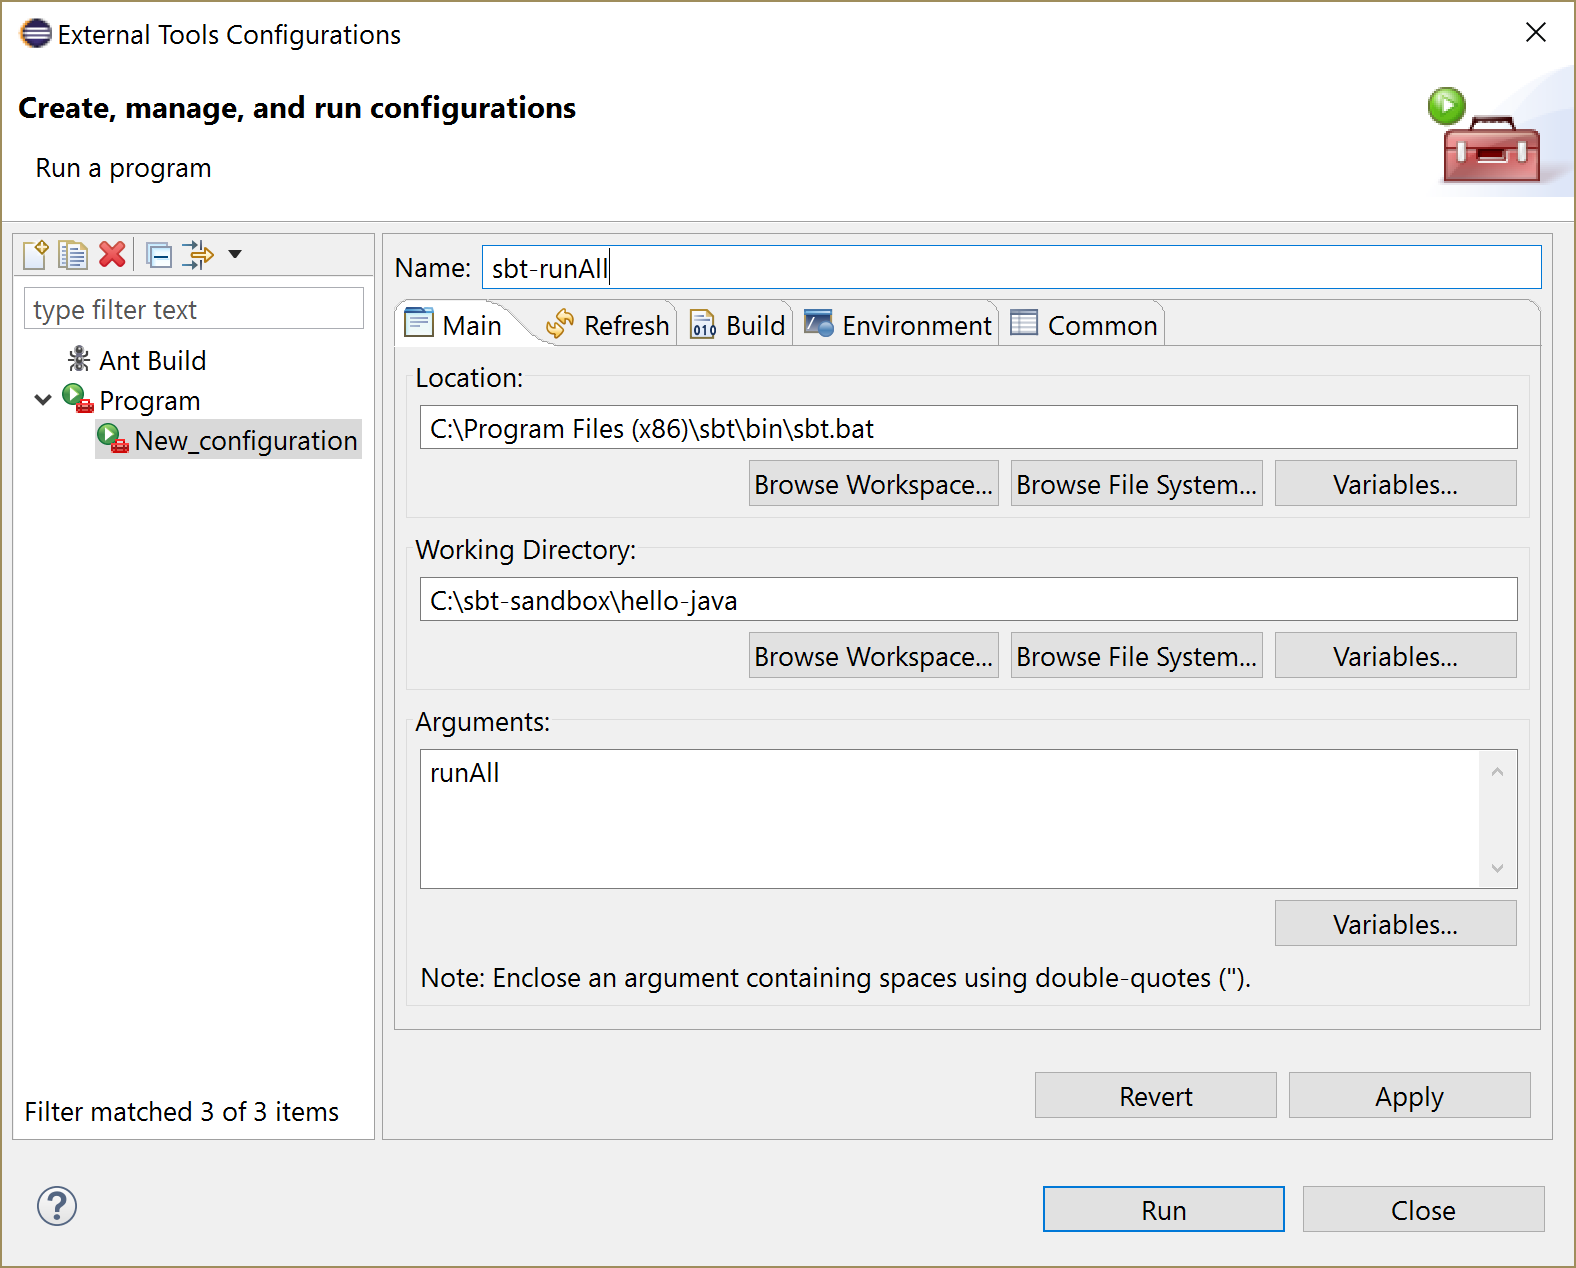 External Tools Configurations
Create, manage, and run configurations
Run a program
type filter text
Ant Build
Program
New_configuration
Filter matched 3 of 3 items
Name: sbt-runAll
Main Refresh Build Environment Common
Location:
C:\Program Files (x86)\sbt\bin\sbt.bat
Browse Workspace... Browse File System... Variables...
Working Directory:
C:\sbt-sandbox\hello-java
Browse Workspace... Browse File System... Variables...
Arguments:
runAll
Variables...
Note: Enclose an argument containing spaces using double-quotes (").
Revert Apply
Run Close